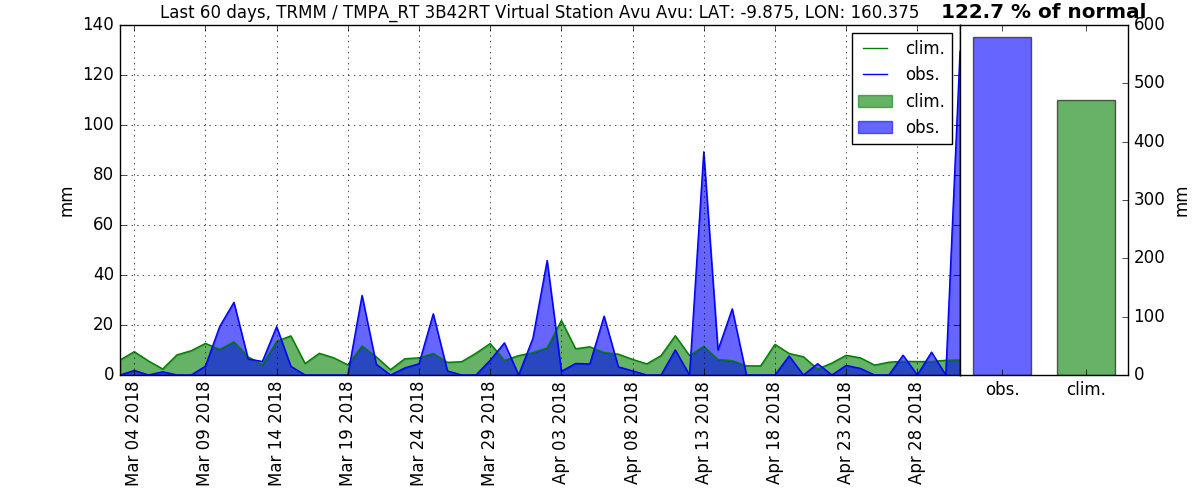 Last 60 days, TRMM / TMPA_RT 3B42RT Virtual Station Avu Avu: LAT: -9.875, LON: 160.375
122.7 % of normal
140
120
100
80
60
40
20
0
mm
clim.
obs.
clim.
obs.
600
500
400
300
200
100
0
mm
Mar 04 2018
Mar 09 2018
Mar 14 2018
Mar 19 2018
Mar 24 2018
Mar 29 2018
Apr 03 2018
Apr 08 2018
Apr 13 2018
Apr 18 2018
Apr 23 2018
Apr 28 2018
obs.
clim.